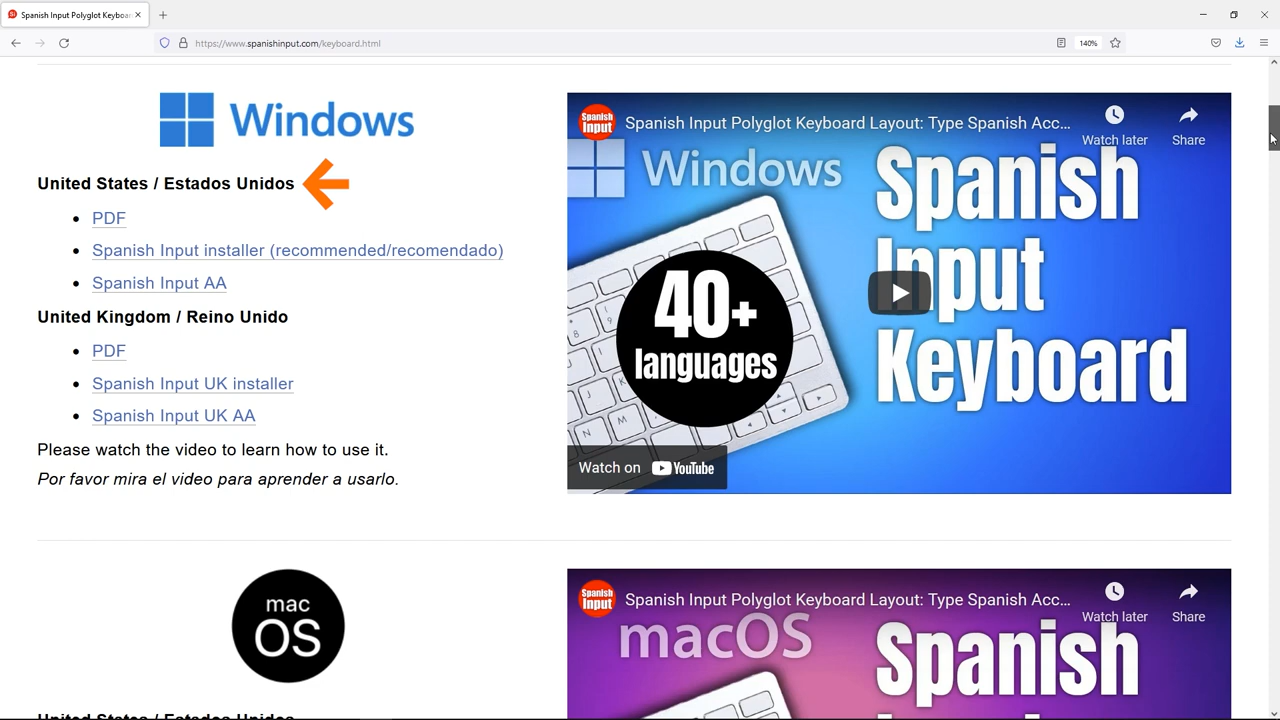 Spanish Input Polyglot Keyboa
https://www.spanishinput.com/keyboard.html
140%
Windows
United States / Estados Unidos
PDF
Spanish Input installer (recommended/recomendado)
Spanish Input AA
United Kingdom / Reino Unido
PDF
Spanish Input UK installer
Spanish Input UK AA
Please watch the video to learn how to use it.
Por favor mira el video para aprender a usarlo.
Spanish Input
Spanish Input Polyglot Keyboard Layout: Type Spanish Acc...
Watch later
Share
Windows
Spanish
Input
Keyboard
40+
languages
Watch on YouTube
mac
OS
United States / Estados Unidos
Spanish Input
Spanish Input Polyglot Keyboard Layout: Type Spanish Acc...
Watch later
Share
macOS
Spanish